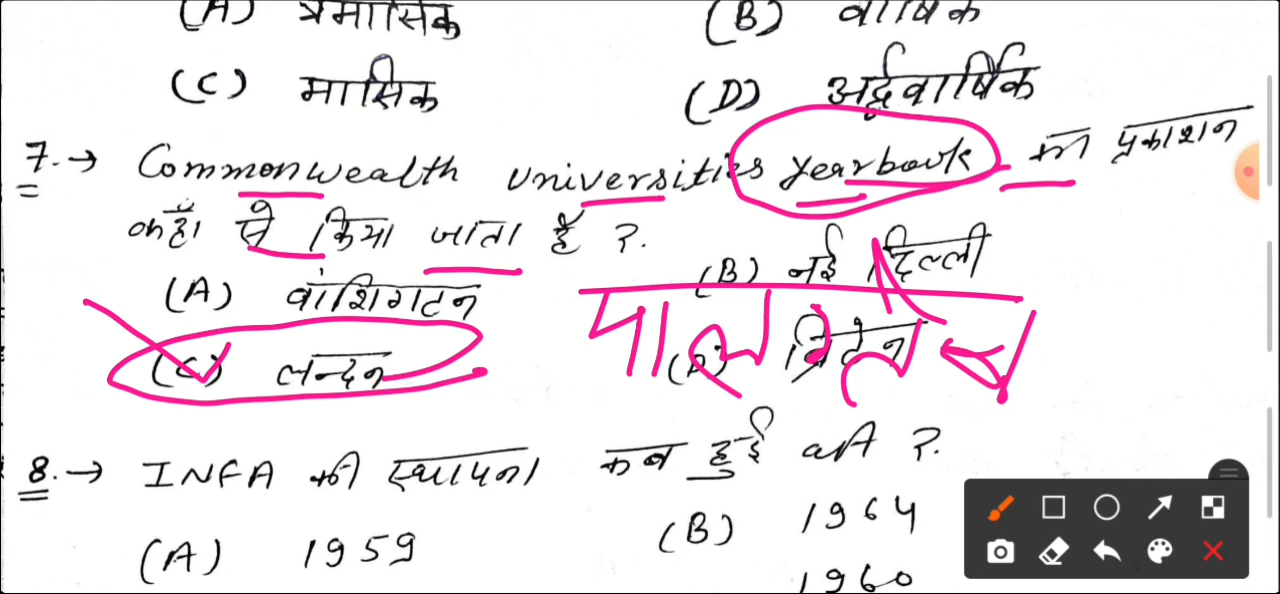 (A) त्रैमासिक (B) वार्षिक
(C) मासिक (D) अर्द्धवार्षिक
7.→ Commonwealth Universities Yearbook का प्रकाशन
कहाँ से किया जाता है ?.
(A) वांशिगटन (B) नई दिल्ली
(C) लन्दन (D) ब्रिटेन
8.→ INFA की स्थापना कब हुई थी ?.
(A) 1959 (B) 1964
1960